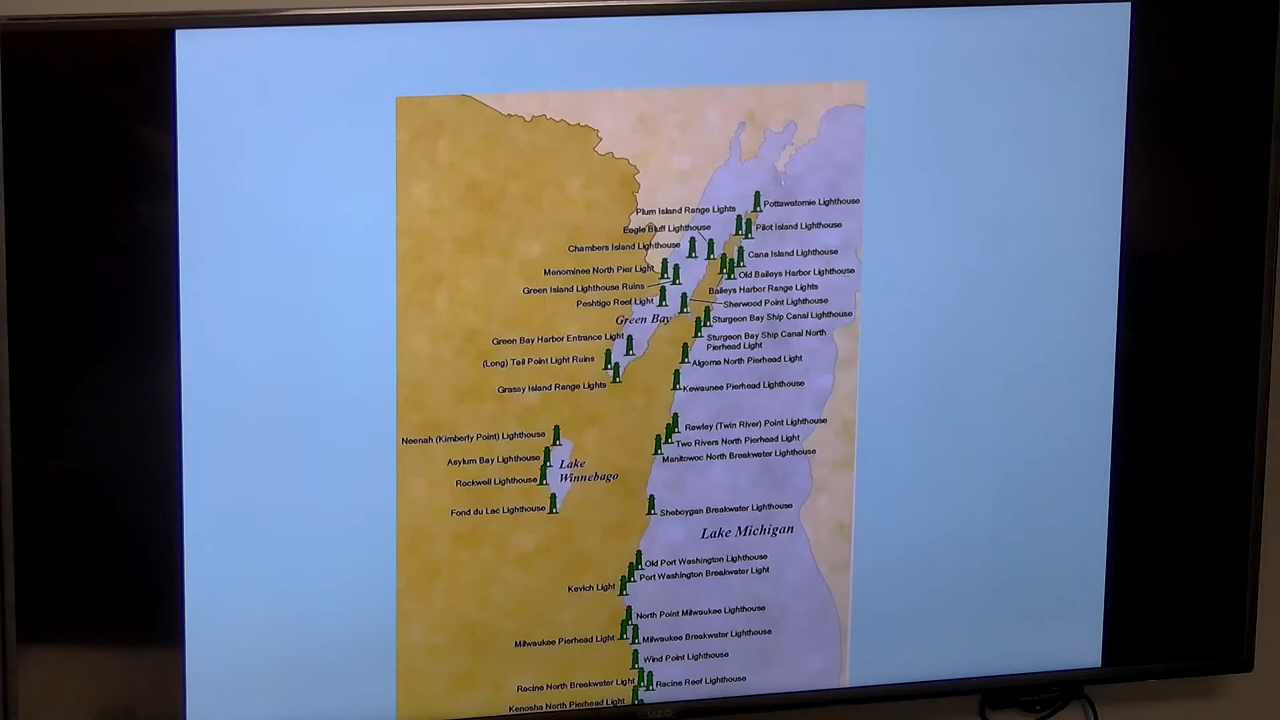 Pottawatomie Lighthouse
Plum Island Range Lights
Pilot Island Lighthouse
Eagle Bluff Lighthouse
Chambers Island Lighthouse
Cana Island Lighthouse
Menominee North Pier Light
Old Baileys Harbor Lighthouse
Green Island Lighthouse Ruins
Baileys Harbor Range Lights
Peshtigo Reef Light
Sherwood Point Lighthouse
Green Bay
Sturgeon Bay Ship Canal Lighthouse
Green Bay Harbor Entrance Light
Sturgeon Bay Ship Canal North
Pierhead Light
(Long) Tail Point Light Ruins
Algoma North Pierhead Light
Grassy Island Range Lights
Kewaunee Pierhead Lighthouse
Rawley (Twin River) Point Lighthouse
Neenah (Kimberly Point) Lighthouse
Two Rivers North Pierhead Light
Manitowoc North Breakwater Lighthouse
Asylum Bay Lighthouse
Lake
Winnebago
Rockwell Lighthouse
Fond du Lac Lighthouse
Sheboygan Breakwater Lighthouse
Lake Michigan
Old Port Washington Lighthouse
Port Washington Breakwater Light
Kevich Light
North Point Milwaukee Lighthouse
Milwaukee Pierhead Light
Milwaukee Breakwater Lighthouse
Wind Point Lighthouse
Racine North Breakwater Light
Racine Reef Lighthouse
Kenosha North Pierhead Light
VIZIO